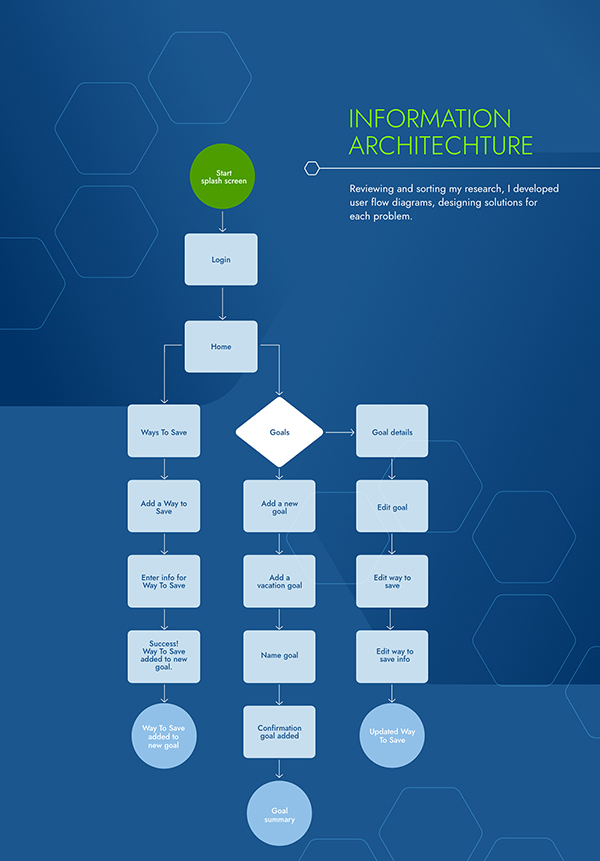 INFORMATION
ARCHITECHTURE
Reviewing and sorting my research, I developed
user flow diagrams, designing solutions for
each problem.
Start
splash screen
Login
Home
Ways To Save
Goals
Goal details
Add a Way to
Save
Add a new
goal
Edit goal
Enter info for
Way To Save
Add a
vacation goal
Edit way to
save
Success!
Way To Save
added to new
goal.
Name goal
Edit way to
save info
Way To Save
added to
new goal
Confirmation
goal added
Updated Way
To Save
Goal
summary